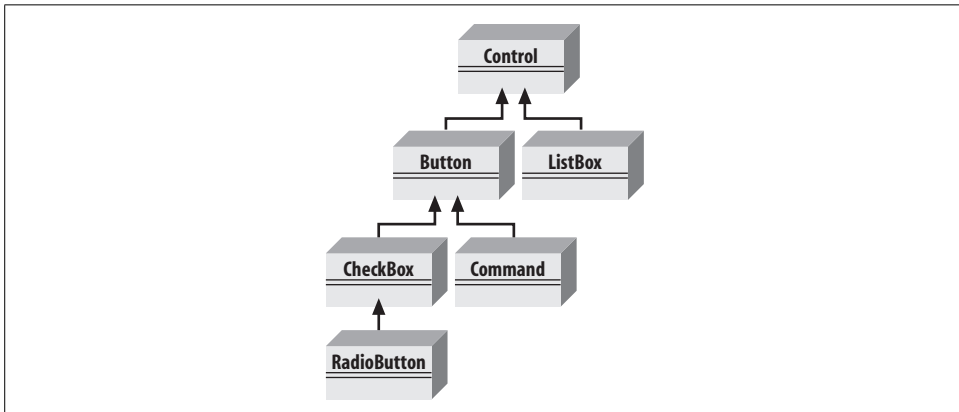 Control
Button
ListBox
CheckBox
Command
RadioButton